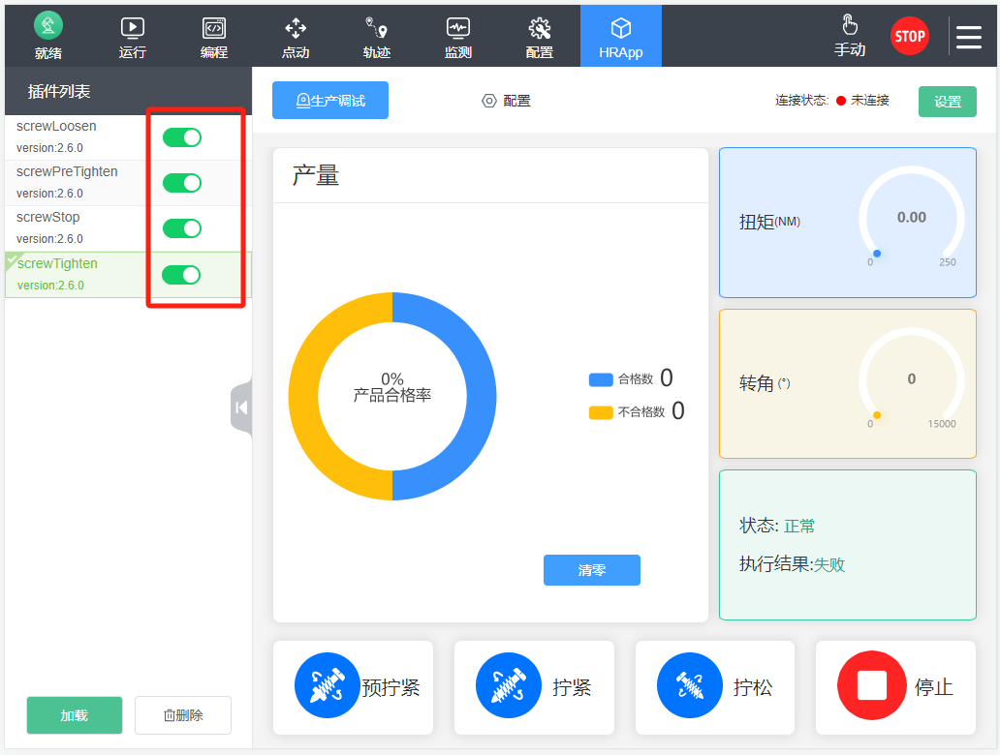 就绪
运行
编程
点动
轨迹
监测
配置
HRApp
手动
STOP
插件列表
生产调试
配置
连接状态: 未连接
设置
screwLoosen
version:2.6.0
screwPreTighten
version:2.6.0
screwStop
version:2.6.0
screwTighten
version:2.6.0
产量
0%
产品合格率
合格数 0
不合格数 0
清零
扭矩(NM)
0.00
0
250
转角(°)
0
0
15000
状态: 正常
执行结果:失败
加载
删除
预拧紧
拧紧
拧松
停止